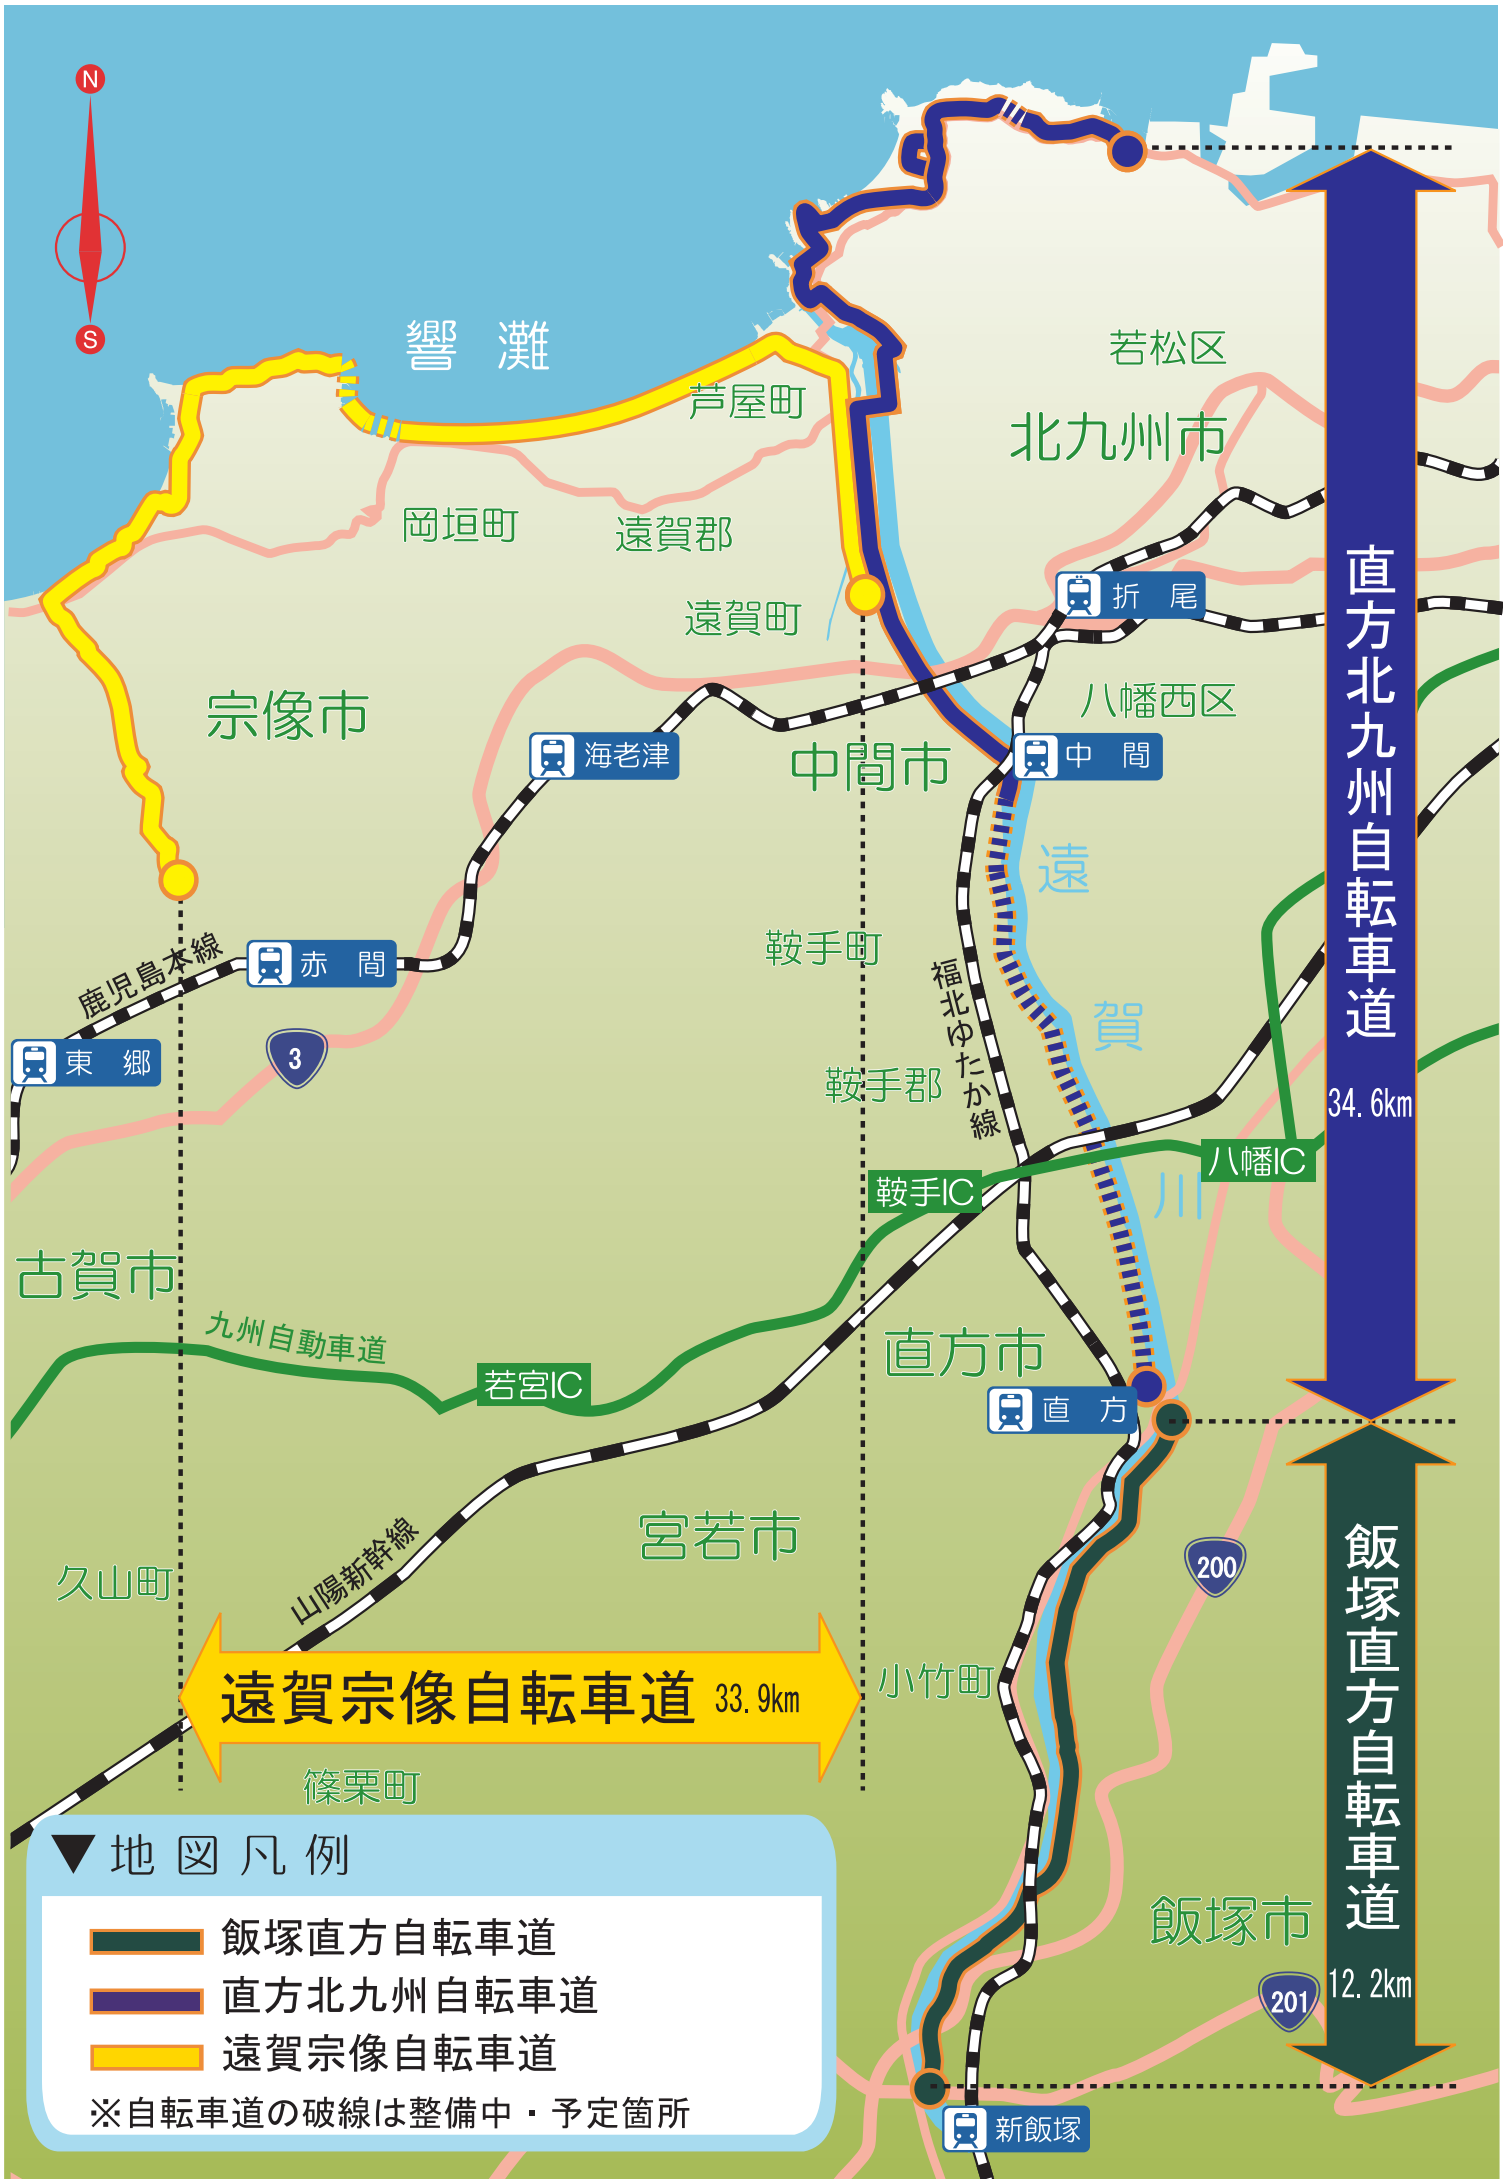 N
S
響 灘
若松区
芦屋町
北九州市
岡垣町
遠賀郡
折 尾
遠賀町
宗像市
八幡西区
海老津
中間市
中 間
遠
賀
川
鞍手町
鹿児島本線
赤 間
福北ゆたか線
3
東 郷
鞍手郡
八幡IC
鞍手IC
古賀市
九州自動車道
直方市
若宮IC
直 方
宮若市
山陽新幹線
久山町
200
小竹町
遠賀宗像自転車道 33.9km
篠栗町
直方北九州自転車道
34.6km
飯塚直方自転車道
12.2km
飯塚市
201
新飯塚
▼地図凡例
飯塚直方自転車道
直方北九州自転車道
遠賀宗像自転車道
※自転車道の破線は整備中・予定箇所